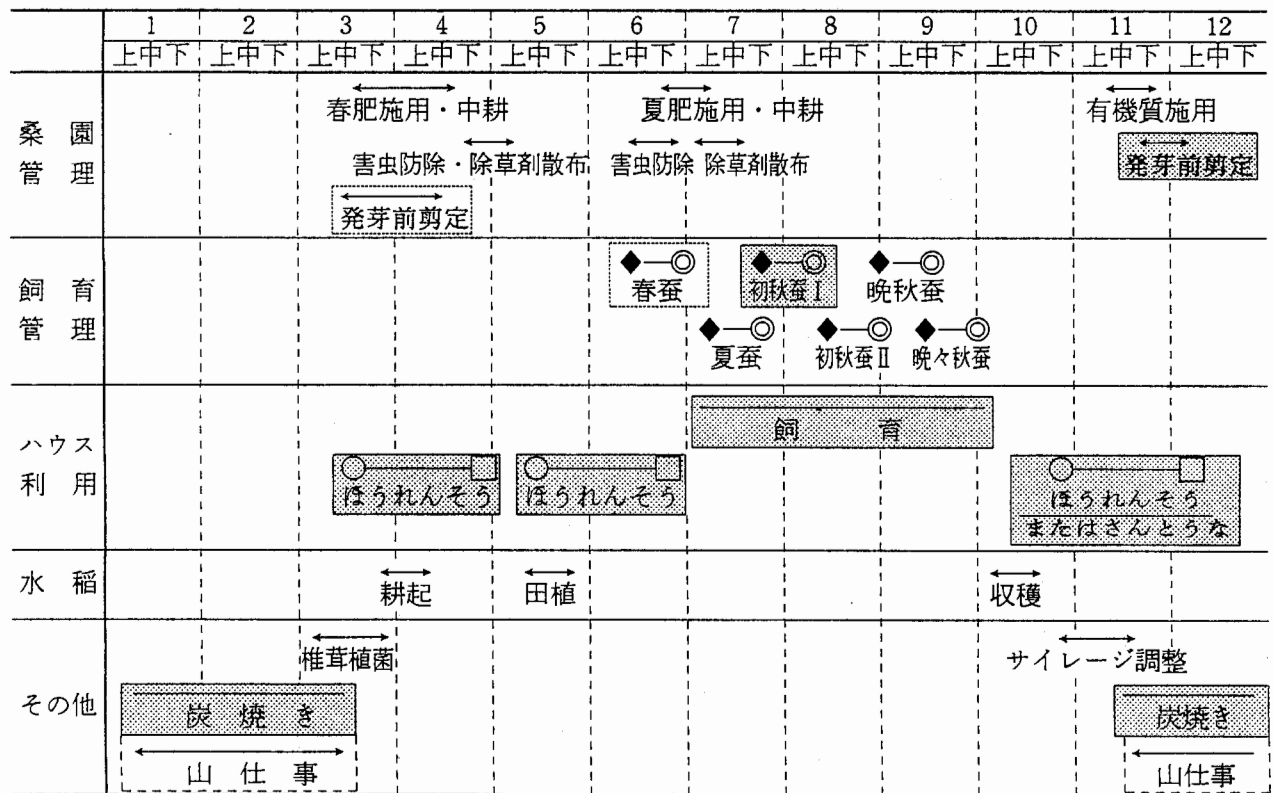 1 2 3 4 5 6 7 8 9 10 11 12
上中下 上中下 上中下 上中下 上中下 上中下 上中下 上中下 上中下 上中下 上中下 上中下
桑園管理
春肥施用・中耕 夏肥施用・中耕 有機質施用
害虫防除・除草剤散布 害虫防除 除草剤散布 発芽前剪定
発芽前剪定
飼育管理
春蚕 初秋蚕Ⅰ 晩秋蚕
夏蚕 初秋蚕Ⅱ 晩々秋蚕
ハウス利用
飼育
ほうれんそう ほうれんそう ほうれんそう
またはさんとうな
水稲
耕起 田植 収穫
その他
椎茸植菌 サイレージ調整
炭焼き 炭焼き
山仕事 山仕事